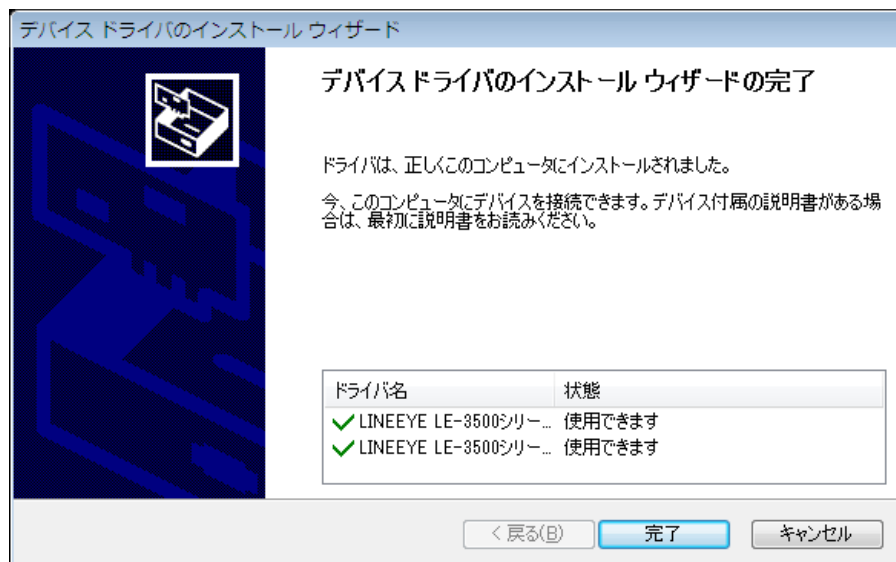 デバイス ドライバのインストール ウィザード
デバイス ドライバのインストール ウィザードの完了
ドライバは、正しくこのコンピュータにインストールされました。
今、このコンピュータにデバイスを接続できます。デバイス付属の説明書がある場
合は、最初に説明書をお読みください。
ドライバ名 状態
LINEEYE LE-3500シリー... 使用できます
LINEEYE LE-3500シリー... 使用できます
< 戻る(B) 完了 キャンセル